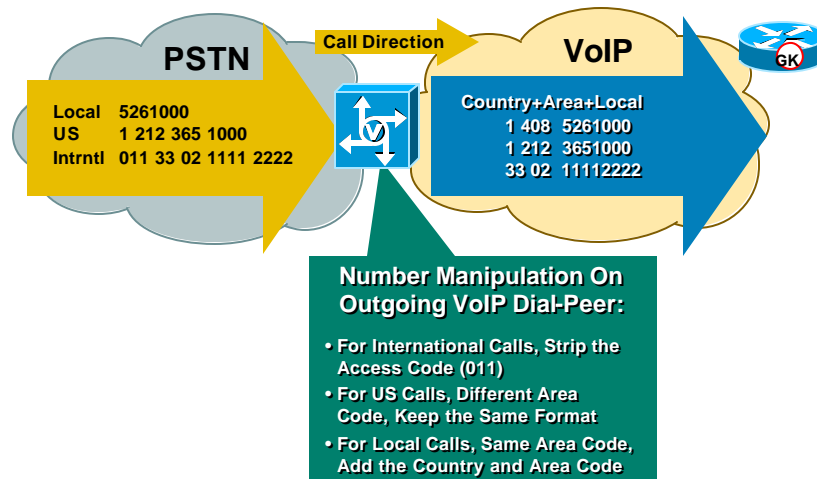 PSTN
Call Direction
VoIP
GK
Local 5261000
US 1 212 365 1000
Intrntl 011 33 02 1111 2222
V
Country+Area+Local
1 408 5261000
1 212 3651000
33 02 11112222
Number Manipulation On
Outgoing VoIP Dial-Peer:
• For International Calls, Strip the
Access Code (011)
• For US Calls, Different Area
Code, Keep the Same Format
• For Local Calls, Same Area Code,
Add the Country and Area Code